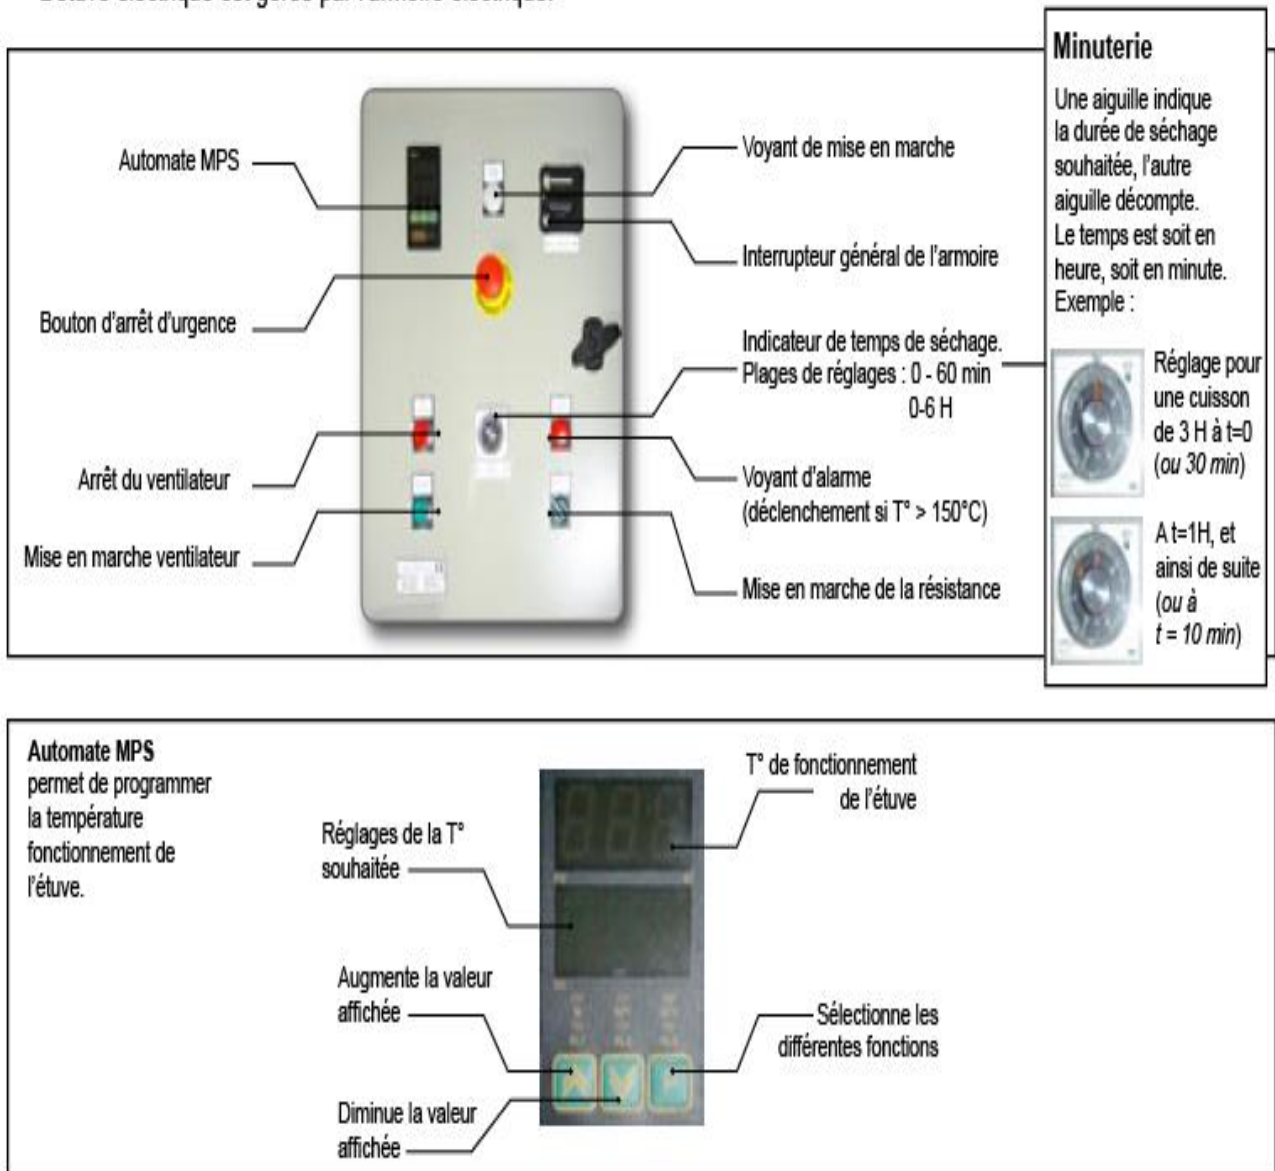 Minuterie
Une aiguille indique
la durée de séchage
souhaitée, l'autre
aiguille décompte.
Le temps est soit en
heure, soit en minute.
Exemple :
Réglage pour
une cuisson
de 3 H à t=0
(ou 30 min)
A t=1H, et
ainsi de suite
(ou à
t = 10 min)
Automate MPS
Bouton d'arrêt d'urgence
Arrêt du ventilateur
Mise en marche ventilateur
Voyant de mise en marche
Interrupteur général de l'armoire
Indicateur de temps de séchage.
Plages de réglages : 0 - 60 min
0-6 H
Voyant d'alarme
(déclenchement si T° > 150°C)
Mise en marche de la résistance
Automate MPS
permet de programmer
la température
fonctionnement de
l'étuve.
Réglages de la T°
souhaitée
Augmente la valeur
affichée
Diminue la valeur
affichée
T° de fonctionnement
de l'étuve
Sélectionne les
différentes fonctions